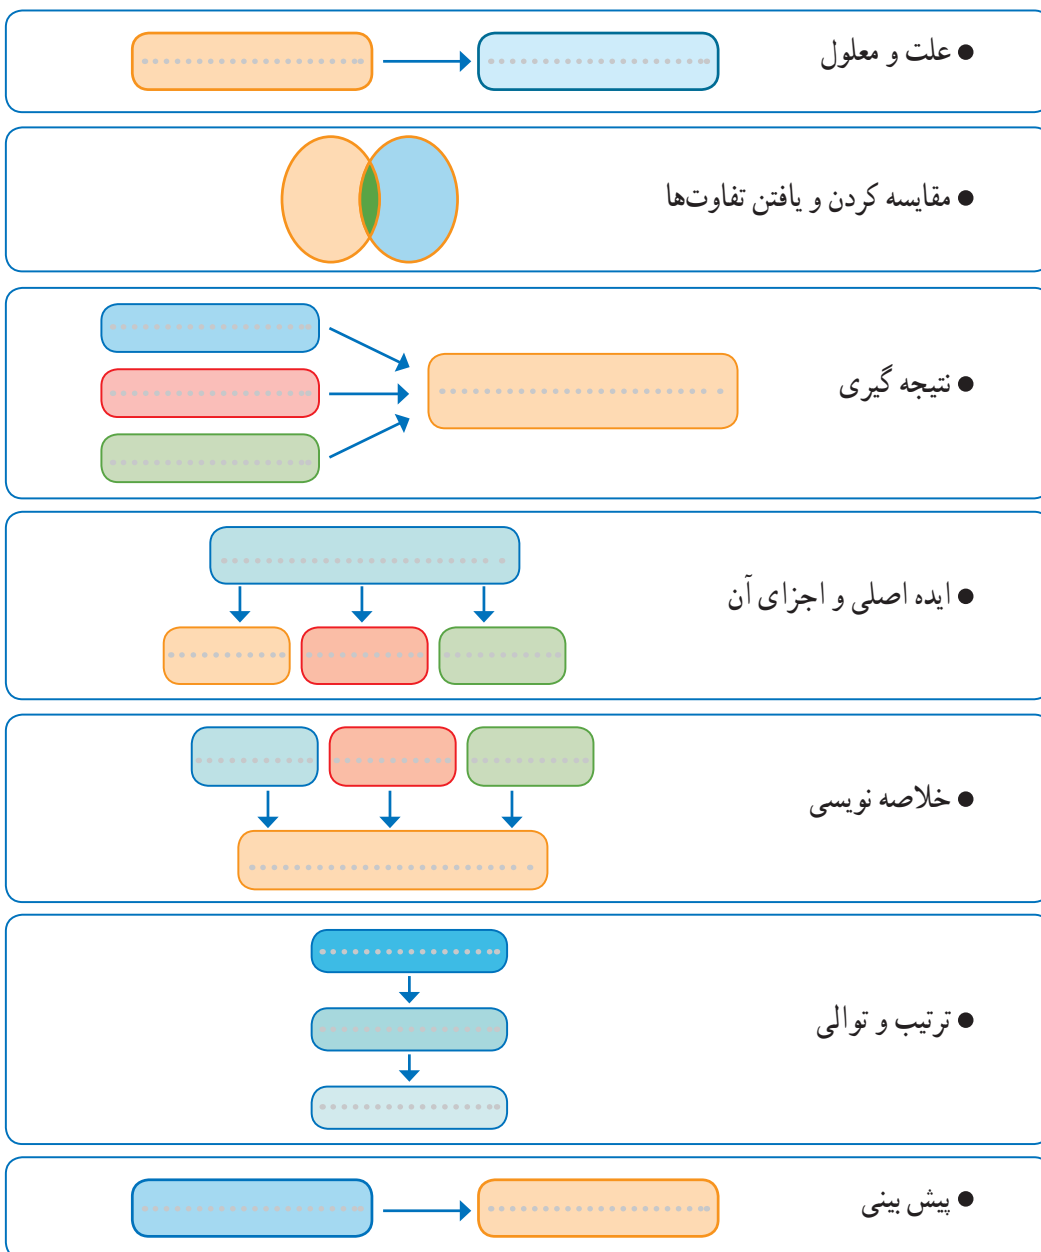 ● علت و معلول
● مقایسه کردن و یافتن تفاوت‌ها
● نتیجه گیری
● ایده اصلی و اجزای آن
● خلاصه نویسی
● ترتیب و توالی
● پیش بینی